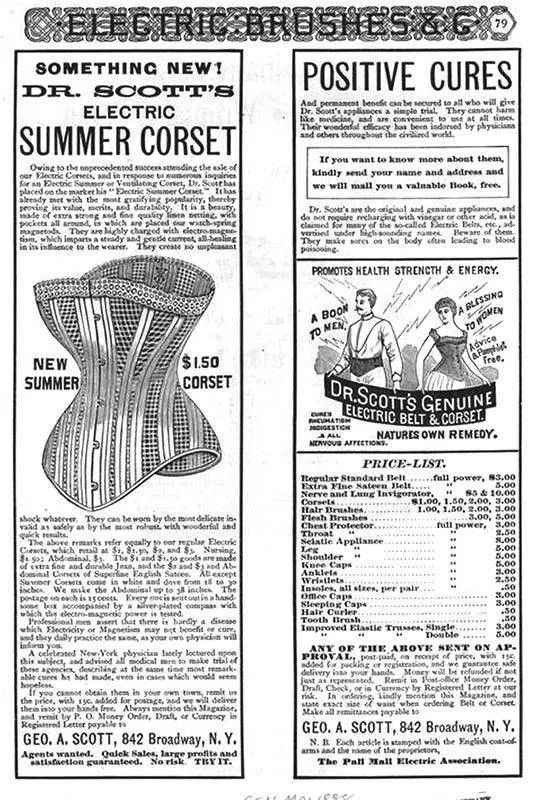 ELECTRIC·BRUSHES·&·C
79
SOMETHING NEW!
DR. SCOTT'S
ELECTRIC
SUMMER CORSET
Owing to the unprecedented success attending the sale of
our Electric Corsets, and in response to numerous inquiries
for an Electric Summer or Ventilating Corset, Dr. Scott has
placed on the market his "Electric Summer Corset." It has
already met with the most gratifying popularity, thereby
proving its value, merits, and durability. It is a beauty,
made of extra strong and fine quality linen netting, with
pockets all around, in which are placed our watch-spring
magnetods. They are highly charged with electro-magne-
tism, which imparts a steady and gentle current, all-healing
in its influence to the wearer. They create no unpleasant
NEW
SUMMER
$1.50
CORSET
shock whatever. They can be worn by the most delicate in-
valid as safely as by the most robust, with wonderful and
quick results.
The above remarks refer equally to our regular Electric
Corsets, which retail at $1, $1.50, $2, and $3. Nursing,
$1.50; Abdominal, $3. The $1 and $1.50 goods are made
of extra fine and durable Jean, and the $2 and $3 and Ab-
dominal Corsets of Superfine English Sateen. All except
Summer Corsets come in white and dove from 18 to 30
inches. We make the Abdominal up to 38 inches. The
postage on each is 15 cents. Every one is sent out in a hand-
some box accompanied by a silver-plated compass with
which the electro-magnetic power is tested.
Professional men assert that there is hardly a disease
which Electricity or Magnetism may not benefit or cure,
and they daily practice the same, as your own physician will
inform you.
A celebrated New-York physician lately lectured upon
this subject, and advised all medical men to make trial of
these agencies, describing at the same time most remark-
able cures he had made, even in cases which would seem
hopeless.
If you cannot obtain them in your own town, remit us
the price, with 15c. added for postage, and we will deliver
them into your hands free. Always mention this Magazine,
and remit by P. O. Money Order, Draft, or Currency in
Registered Letter payable to
GEO. A. SCOTT, 842 Broadway, N. Y.
Agents wanted. Quick Sales, large profits and
satisfaction guaranteed. No risk. TRY IT.
POSITIVE CURES
And permanent benefit can be secured to all who will give
Dr. Scott's appliances a simple trial. They cannot harm
like medicine, and are convenient to use at all times.
Their wonderful efficacy has been indorsed by physicians
and others throughout the civilized world.
If you want to know more about them,
kindly send your name and address and
we will mail you a valuable Book, free.
Dr. Scott's are the original and genuine appliances, and
do not require recharging with vinegar or other acid, as is
claimed for many of the so-called Electric Belts, etc., ad-
vertised under high-sounding names. Beware of them.
They make sores on the body often leading to blood
poisoning.
PROMOTES HEALTH STRENGTH & ENERGY.
A BOON
TO MEN.
A BLESSING
TO WOMEN
Advice
& Pamphlet
Free.
DR. SCOTT'S GENUINE
ELECTRIC BELT & CORSET.
CURES
RHEUMATISM
INDIGESTION
& ALL
NERVOUS AFFECTIONS.
NATURES OWN REMEDY.
PRICE-LIST.
Regular Standard Belt ......full power, $3.00
Extra Fine Sateen Belt..... " 5.00
Nerve and Lung Invigorator, " $5 & 10.00
Corsets..................$1.00, 1.50, 2.00, 3.00
Hair Brushes...........1.00, 1.50, 2.00, 3.00
Flesh Brushes..................3.00, 5.00
Chest Protector............full power, 3.00
Throat " ............ " 2.50
Sciatic Appliance........... " 8.00
Leg " ........... " 5.00
Shoulder " ........... " 5.00
Knee Caps................. " 5.00
Anklets.................... " 3.00
Wristlets................... " 2.50
Insoles, all sizes, per pair..... " .50
Office Caps........................ 3.00
Sleeping Caps...................... 3.00
Hair Curler........................ .50
Tooth Brush........................ .50
Improved Elastic Trusses, Single..... 3.00
" " " Double ..... 5.00
ANY OF THE ABOVE SENT ON AP-
PROVAL, post-paid, on receipt of price, with 15c.
added for packing or registration, and we guarantee safe
delivery into your hands. Money will be refunded if not
just as represented. Remit in Post-office Money Order,
Draft, Check, or in Currency by Registered Letter at our
risk. In ordering, kindly mention this Magazine, and
state exact size of waist when ordering Belt or Corset.
Make all remittances payable to
GEO. A. SCOTT, 842 Broadway, N. Y.
N. B. Each article is stamped with the English coat-of-
arms and the name of the proprietors,
The Pall Mall Electric Association.